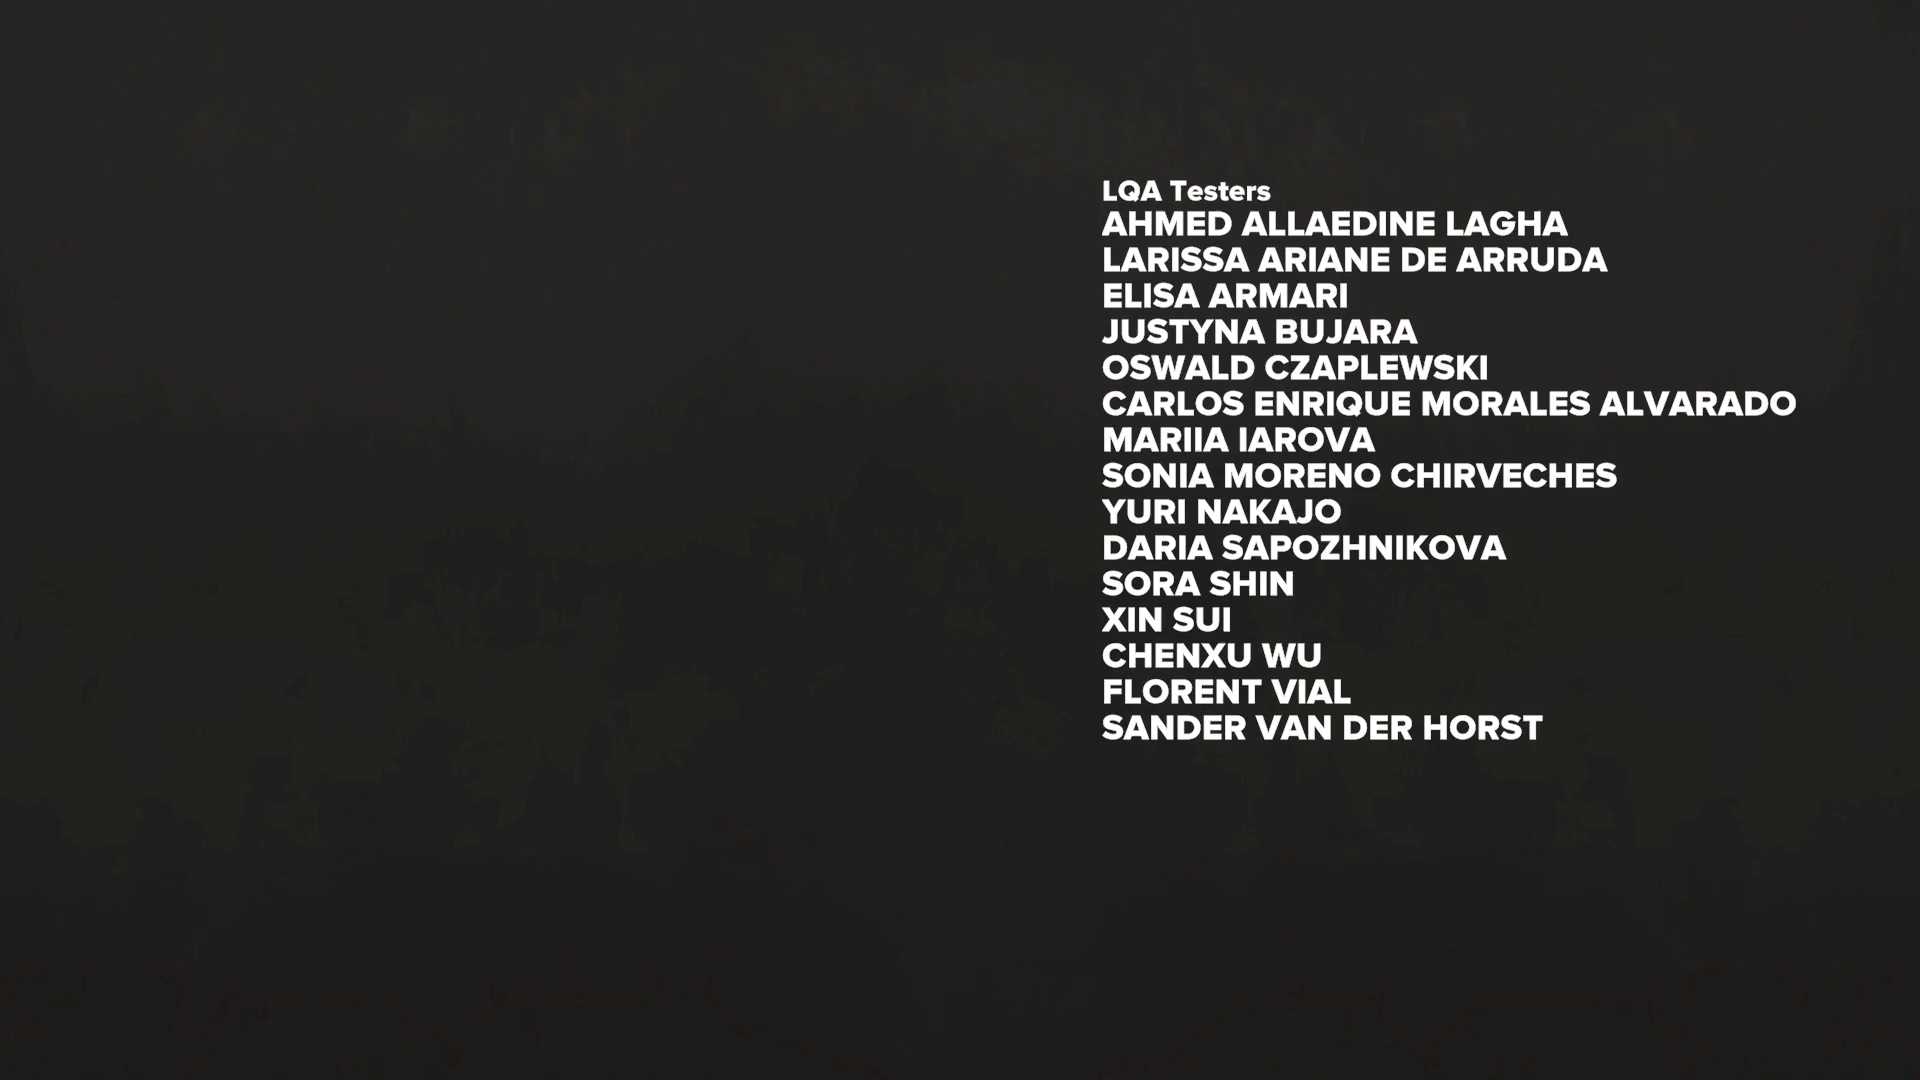 LQA Testers
AHMED ALLAEDINE LAGHA
LARISSA ARIANE DE ARRUDA
ELISA ARMARI
JUSTYNA BUJARA
OSWALD CZAPLEWSKI
CARLOS ENRIQUE MORALES ALVARADO
MARIIA IAROVA
SONIA MORENO CHIRVECHES
YURI NAKAJO
DARIA SAPOZHNIKOVA
SORA SHIN
XIN SUI
CHENXU WU
FLORENT VIAL
SANDER VAN DER HORST